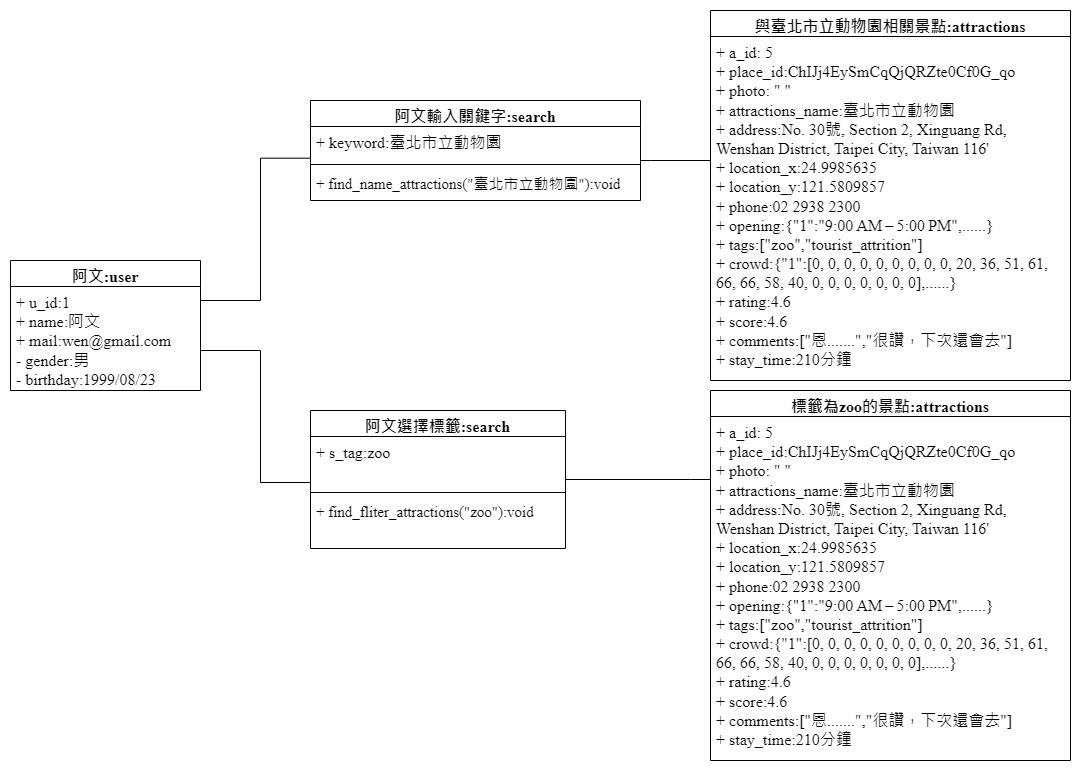 阿文:user
+ u_id:1
+ name:阿文
+ mail:wen@gmail.com
- gender:男
- birthday:1999/08/23
阿文輸入關鍵字:search
+ keyword:臺北市立動物園
+ find_name_attractions("臺北市立動物園"):void
阿文選擇標籤:search
+ s_tag:zoo
+ find_fliter_attractions("zoo"):void
與臺北市立動物園相關景點:attractions
+ a_id: 5
+ place_id:ChIJj4EySmCqQjQRZte0Cf0G_qo
+ photo: " "
+ attractions_name:臺北市立動物園
+ address:No. 30號, Section 2, Xinguang Rd,
Wenshan District, Taipei City, Taiwan 116'
+ location_x:24.9985635
+ location_y:121.5809857
+ phone:02 2938 2300
+ opening:{"1":"9:00 AM – 5:00 PM",......}
+ tags:["zoo","tourist_attrition"]
+ crowd:{"1":[0, 0, 0, 0, 0, 0, 0, 0, 0, 20, 36, 51, 61,
66, 66, 58, 40, 0, 0, 0, 0, 0, 0, 0],......}
+ rating:4.6
+ score:4.6
+ comments:["恩.......","很讚，下次還會去"]
+ stay_time:210分鐘
標籤為zoo的景點:attractions
+ a_id: 5
+ place_id:ChIJj4EySmCqQjQRZte0Cf0G_qo
+ photo: " "
+ attractions_name:臺北市立動物園
+ address:No. 30號, Section 2, Xinguang Rd,
Wenshan District, Taipei City, Taiwan 116'
+ location_x:24.9985635
+ location_y:121.5809857
+ phone:02 2938 2300
+ opening:{"1":"9:00 AM – 5:00 PM",......}
+ tags:["zoo","tourist_attrition"]
+ crowd:{"1":[0, 0, 0, 0, 0, 0, 0, 0, 0, 20, 36, 51, 61,
66, 66, 58, 40, 0, 0, 0, 0, 0, 0, 0],......}
+ rating:4.6
+ score:4.6
+ comments:["恩.......","很讚，下次還會去"]
+ stay_time:210分鐘